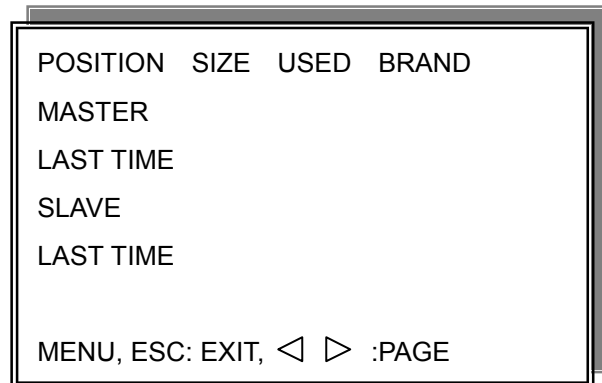 POSITION SIZE USED BRAND
MASTER
LAST TIME
SLAVE
LAST TIME
MENU, ESC: EXIT, ◁ ▷ :PAGE